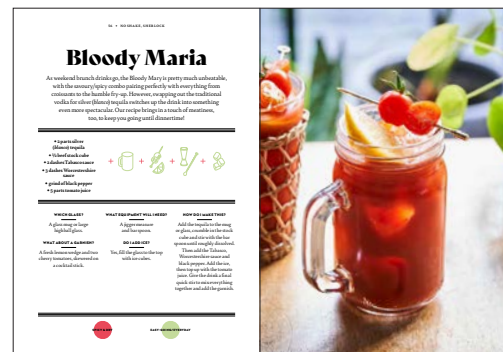 NO SHAKE, SHERLOCK
Bloody Maria
As weekend brunch drinks go, the Bloody Mary is pretty much unbeatable,
with the savoury/spicy combo pairing perfectly with everything from
croissants to the humble fry-up. However, swapping out the traditional
vodka for silver (blanco) tequila switches up the drink into something
even more spectacular. Our recipe brings in a touch of meatiness,
too, to keep you going until dinnertime!
• 2 parts silver
(blanco) tequila
• ½ beef stock cube
• 2 dashes Tabasco sauce
• 3 dashes Worcestershire
sauce
• grind of black pepper
• 5 parts tomato juice
+ + + +
WHICH GLASS?
A glass mug or large
highball glass.
WHAT ABOUT A GARNISH?
A fresh lemon wedge and two
cherry tomatoes, skewered on
a cocktail stick.
WHAT EQUIPMENT WILL I NEED?
A jigger measure
and bar spoon.
DO I ADD ICE?
Yes, fill the glass to the top
with ice cubes.
HOW DO I MAKE THIS?
Add the tequila to the mug
or glass, crumble in the stock
cube and stir with the bar
spoon until roughly dissolved.
Then add the Tabasco,
Worcestershire sauce and
black pepper. Add the ice,
then top up with the tomato
juice. Give the drink a final
quick stir to mix everything
together and add the garnish.
EASY-GOING/EVERYDAY